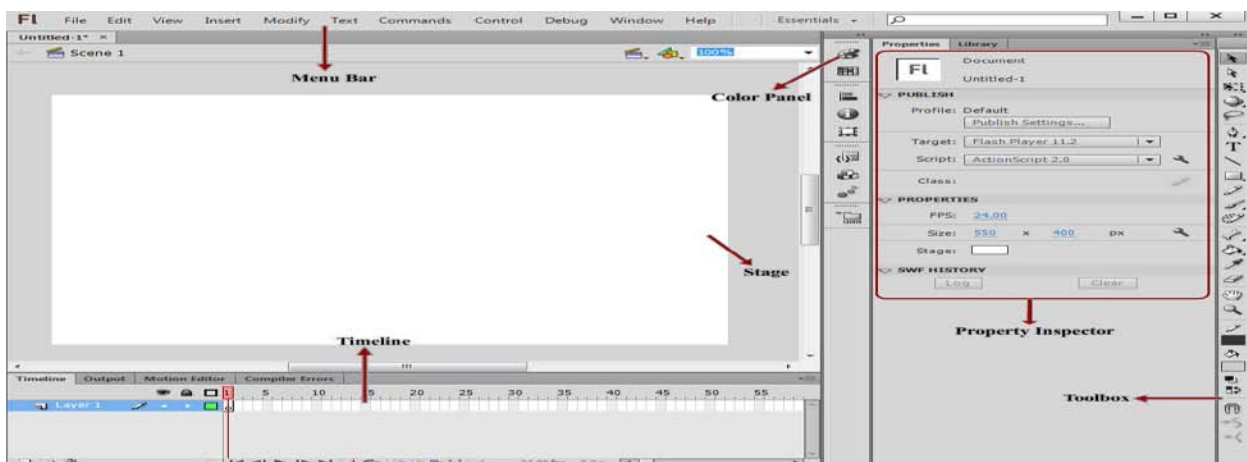 Fl File Edit View Insert Modify Text Commands Control Debug Window Help Essentials
Untitled-1* ×
Scene 1 100%
Menu Bar
Color Panel
Stage
Timeline
Properties Library
Fl Document
Untitled-1
PUBLISH
Profile: Default
Publish Settings...
Target: Flash Player 11.2
Script: ActionScript 2.0
Class:
PROPERTIES
FPS: 24.00
Size: 550 x 400 px
Stage:
SWF HISTORY
Log Clear
Property Inspector
Toolbox
Timeline Output Motion Editor Compiler Errors
1 5 10 15 20 25 30 35 40 45 50 55
Layer 1